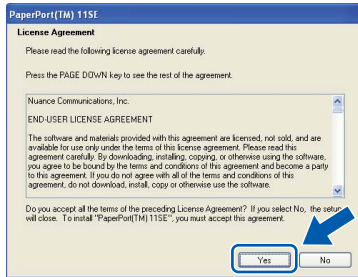 PaperPort(TM) 11SE
License Agreement
Please read the following license agreement carefully.
Press the PAGE DOWN key to see the rest of the agreement.
Nuance Communications, Inc.
END-USER LICENSE AGREEMENT
The software and materials provided with this agreement are licensed, not sold, and are
available for use only under the terms of this license agreement. Please read this
agreement carefully. By downloading, installing, copying, or otherwise using the software,
you agree to be bound by the terms and conditions of this agreement and become a party
to this agreement. If you do not agree with all of the terms and conditions of this
agreement, do not download, install, copy or otherwise use the software.
Do you accept all the terms of the preceding License Agreement? If you select No, the setup
will close. To install "PaperPort(TM) 11SE", you must accept this agreement.
Yes
No